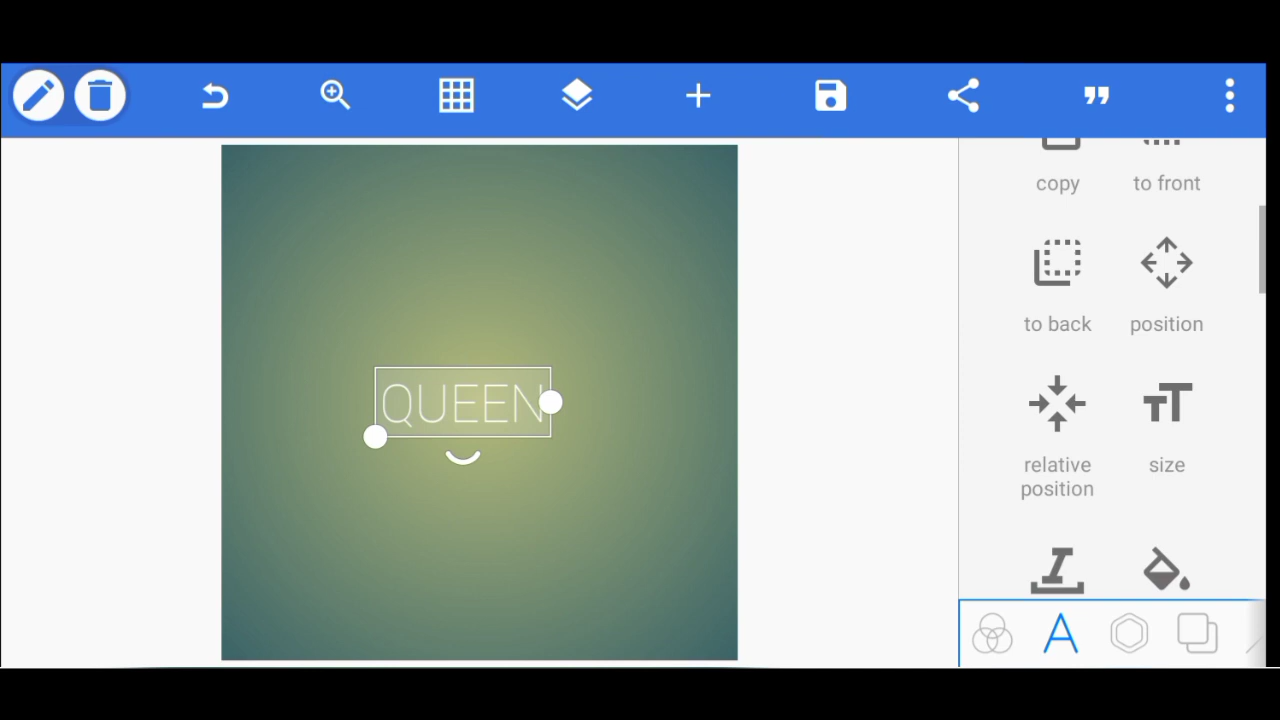 copy
to front
to back
position
QUEEN
relative
position
size